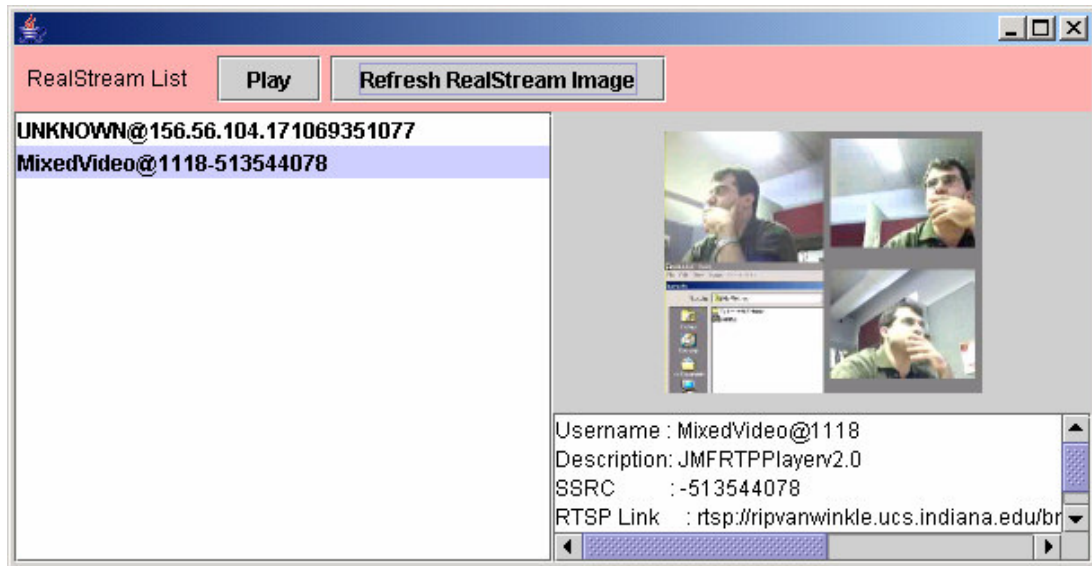 RealStream List
Play
Refresh RealStream Image
UNKNOWN@156.56.104.171069351077
MixedVideo@1118-513544078
Username : MixedVideo@1118
Description: JMFRTPPlayerv2.0
SSRC :-513544078
RTSP Link : rtsp://ripvanwinkle.ucs.indiana.edu/br